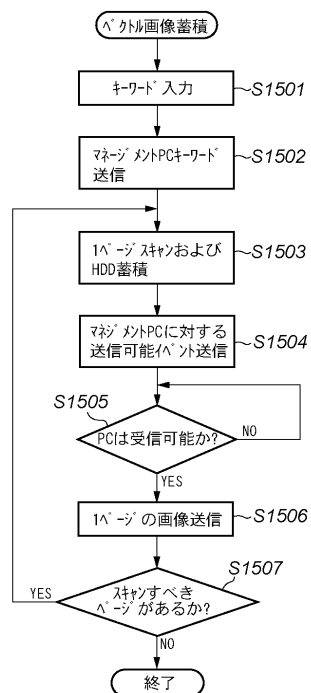 ﾍﾞｸﾄﾙ画像蓄積
ｷｰﾜｰﾄﾞ入力
S1501
ﾏﾈｰｼﾞﾒﾝﾄPCｷｰﾜｰﾄﾞ
送信
S1502
1ﾍﾟｰｼﾞｽｷｬﾝおよび
HDD蓄積
S1503
ﾏﾈｼﾞﾒﾝﾄPCに対する
送信可能ｲﾍﾞﾝﾄ送信
S1504
S1505
PCは受信可能か?
NO
YES
1ﾍﾟｰｼﾞの画像送信
S1506
S1507
ｽｷｬﾝすべき
ﾍﾟｰｼﾞがあるか?
YES
NO
終了